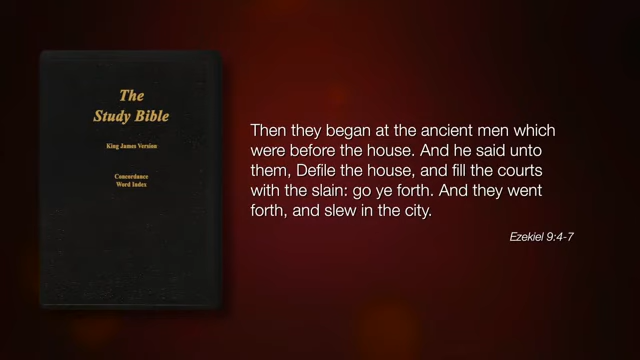 The
Study Bible
King James Version
Concordance
Word Index
Then they began at the ancient men which
were before the house. And he said unto
them, Defile the house, and fill the courts
with the slain: go ye forth. And they went
forth, and slew in the city.
Ezekiel 9:4-7